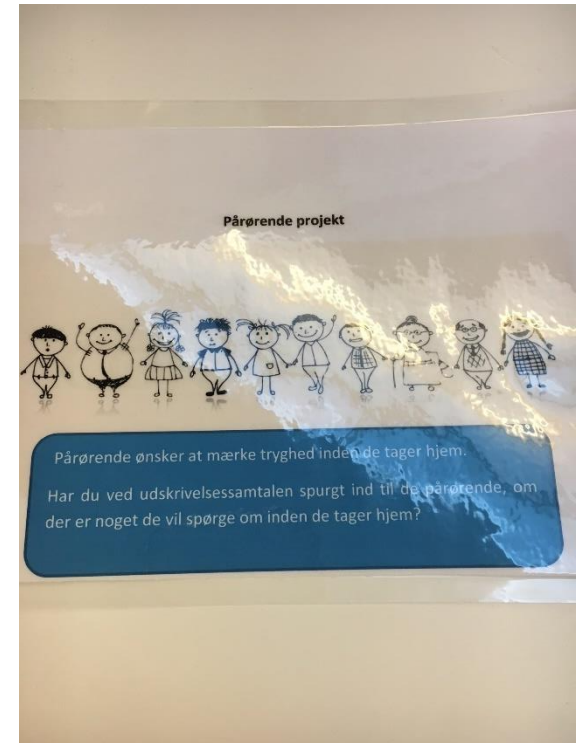 Pårørende projekt
Pårørende ønsker at mærke tryghed inden de tager hjem.
Har du ved udskrivelsessamtalen spurgt ind til de pårørende, om
der er noget de vil spørge om inden de tager hjem?